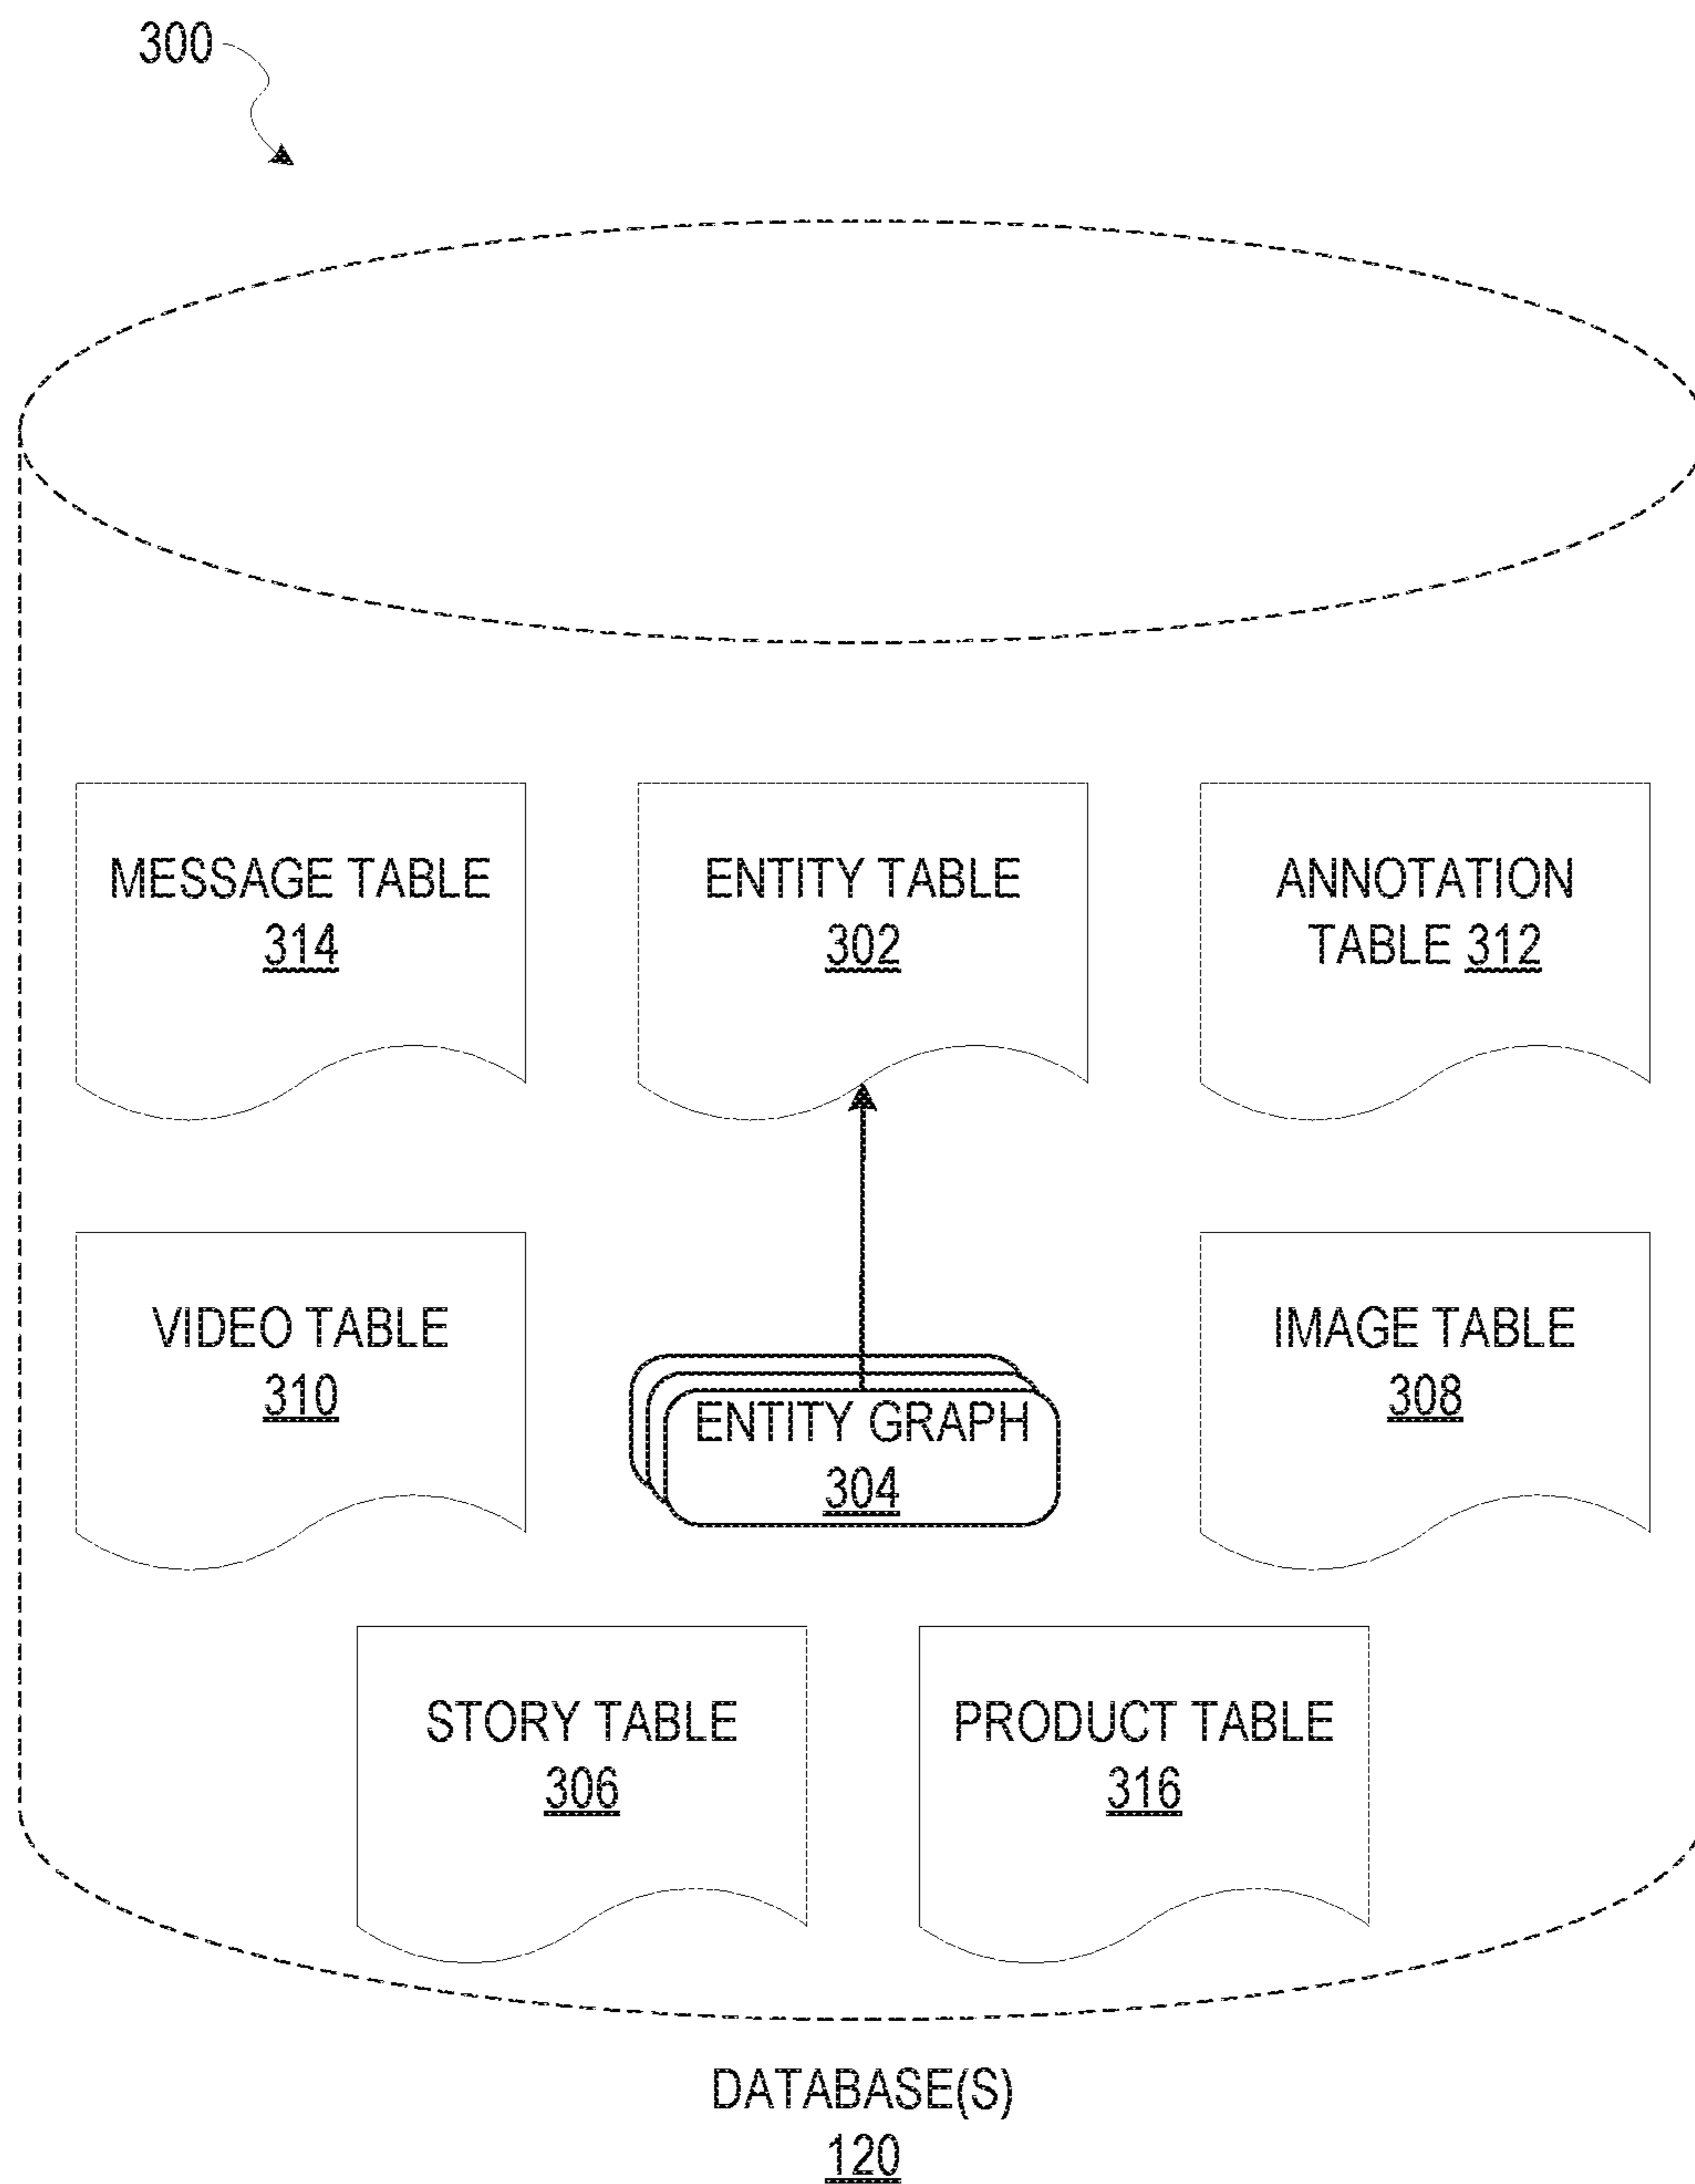 300
MESSAGE TABLE
314
ENTITY TABLE
302
ANNOTATION
TABLE 312
VIDEO TABLE
310
ENTITY GRAPH
304
IMAGE TABLE
308
STORY TABLE
306
PRODUCT TABLE
316
DATABASE(S)
120